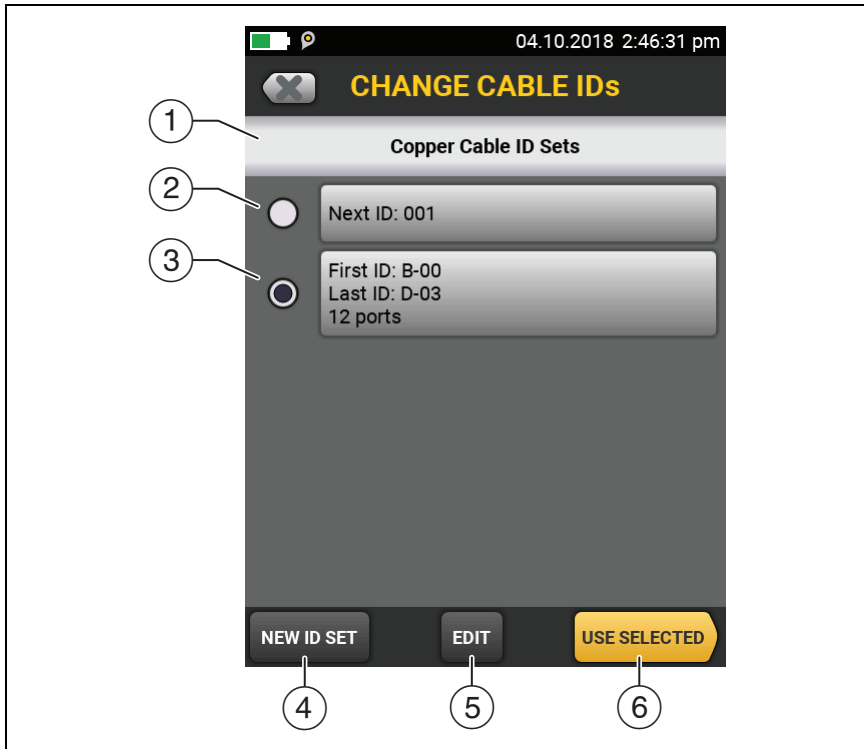 04.10.2018 2:46:31 pm
CHANGE CABLE IDs
1
Copper Cable ID Sets
2
Next ID: 001
3
First ID: B-00
Last ID: D-03
12 ports
NEW ID SET
EDIT
USE SELECTED
4
5
6